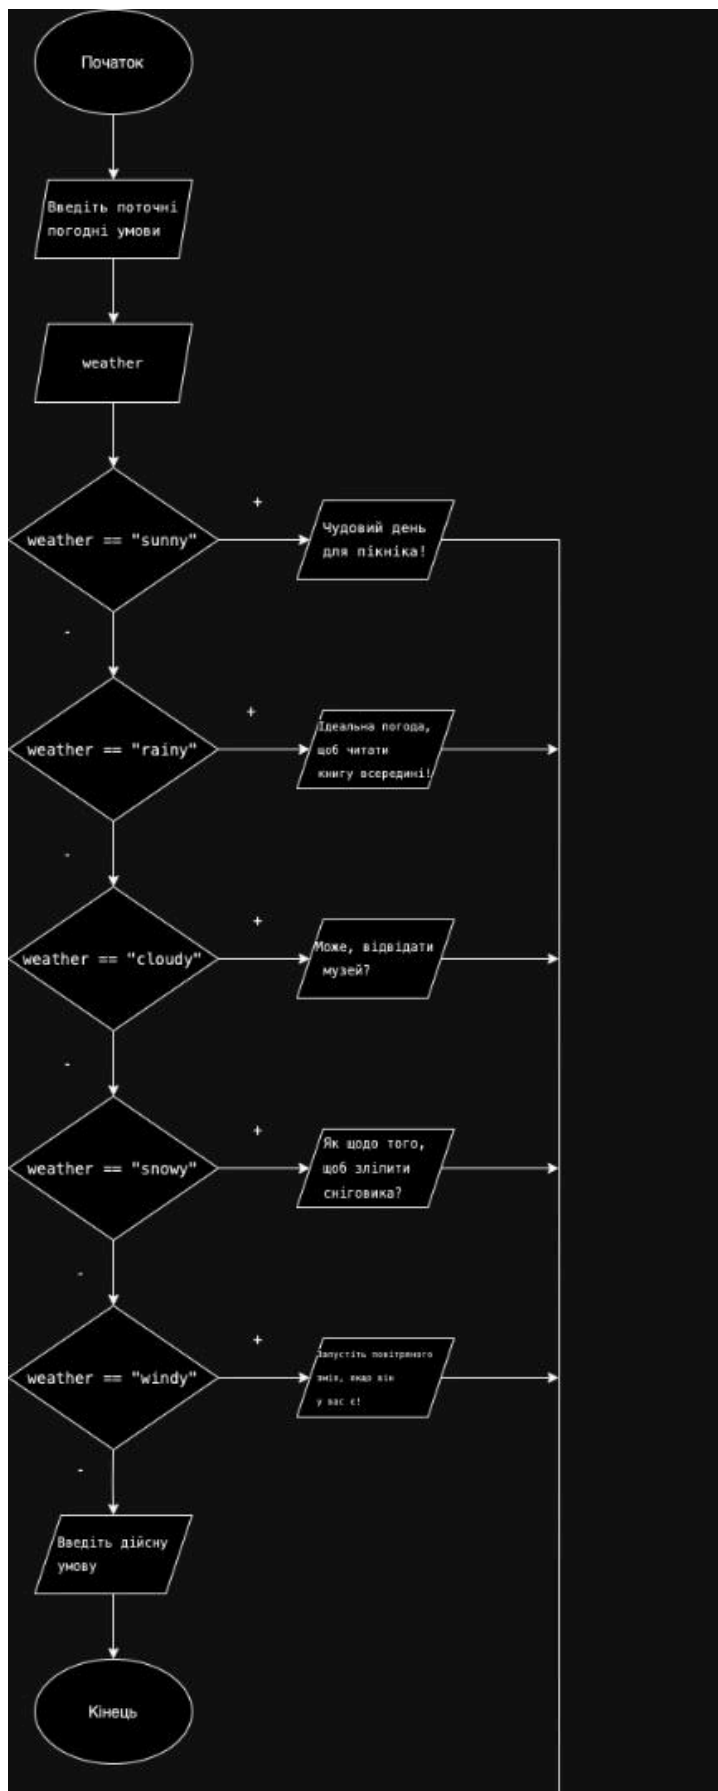 Початок
Введіть поточні
погодні умови
weather
weather == "sunny"
+
Чудовий день
для пікніка!
-
weather == "rainy"
+
Ідеальна погода,
щоб читати
книгу всередині!
-
weather == "cloudy"
+
Може, відвідати
музей?
-
weather == "snowy"
+
Як щодо того,
щоб зліпити
сніговика?
-
weather == "windy"
+
Запустіть повітряного
змія, якщо він
у вас є!
-
Введіть дійсну
умову
Кінець